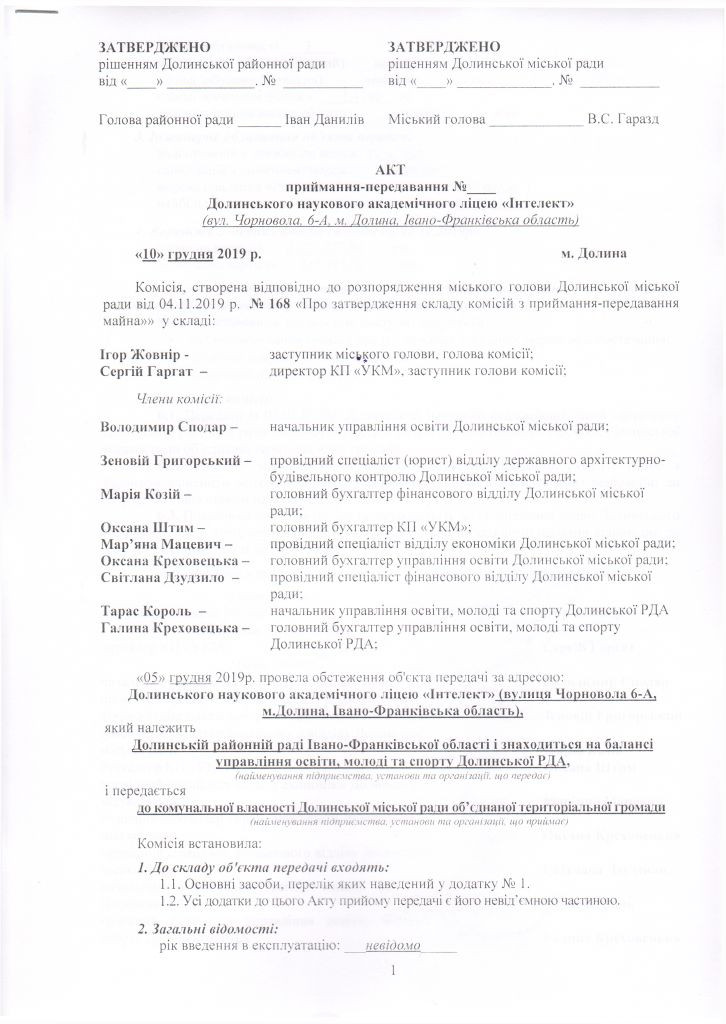 ЗАТВЕРДЖЕНО
рішенням Долинської районної ради
від «____» ____________. № ___________
Голова районної ради ______ Іван Данилів
ЗАТВЕРДЖЕНО
рішенням Долинської міської ради
від «____» _____________. № ___________
Міський голова _____________ В.С. Гаразд
АКТ
приймання-передавання №____
Долинського наукового академічного ліцею «Інтелект»
(вул. Чорновола, 6-А, м. Долина, Івано-Франківська область)
«10» грудня 2019 р. м. Долина
Комісія, створена відповідно до розпорядження міського голови Долинської міської
ради від 04.11.2019 р. № 168 «Про затвердження складу комісій з приймання-передавання
майна»» у складі:
Ігор Жовнір - заступник міського голови, голова комісії;
Сергій Гаргат – директор КП «УКМ», заступник голови комісії;
Члени комісії:
Володимир Сподар – начальник управління освіти Долинської міської ради;
Зеновій Григорський – провідний спеціаліст (юрист) відділу державного архітектурно-
будівельного контролю Долинської міської ради;
Марія Козій – головний бухгалтер фінансового відділу Долинської міської
ради;
Оксана Штим – головний бухгалтер КП «УКМ»;
Мар’яна Мацевич – провідний спеціаліст відділу економіки Долинської міської ради;
Оксана Креховецька – головний бухгалтер управління освіти Долинської міської ради;
Світлана Дзудзило – провідний спеціаліст фінансового відділу Долинської міської
ради;
Тарас Король – начальник управління освіти, молоді та спорту Долинської РДА
Галина Креховецька – головний бухгалтер управління освіти, молоді та спорту
Долинської РДА;
«05» грудня 2019р. провела обстеження об'єкта передачі за адресою:
Долинського наукового академічного ліцею «Інтелект» (вулиця Чорновола 6-А,
м.Долина, Івано-Франківська область),
який належить
Долинській районній раді Івано-Франківської області і знаходиться на балансі
управління освіти, молоді та спорту Долинської РДА,
(найменування підприємства, установи та організації, що передає)
і передається
до комунальної власності Долинської міської ради об’єднаної територіальної громади
(найменування підприємства, установи та організації, що приймає)
Комісія встановила:
1. До складу об'єкта передачі входять:
1.1. Основні засоби, перелік яких наведений у додатку № 1.
1.2. Усі додатки до цього Акту прийому передачі є його невід’ємною частиною.
2. Загальні відомості:
рік введення в експлуатацію: ___невідомо_____
1